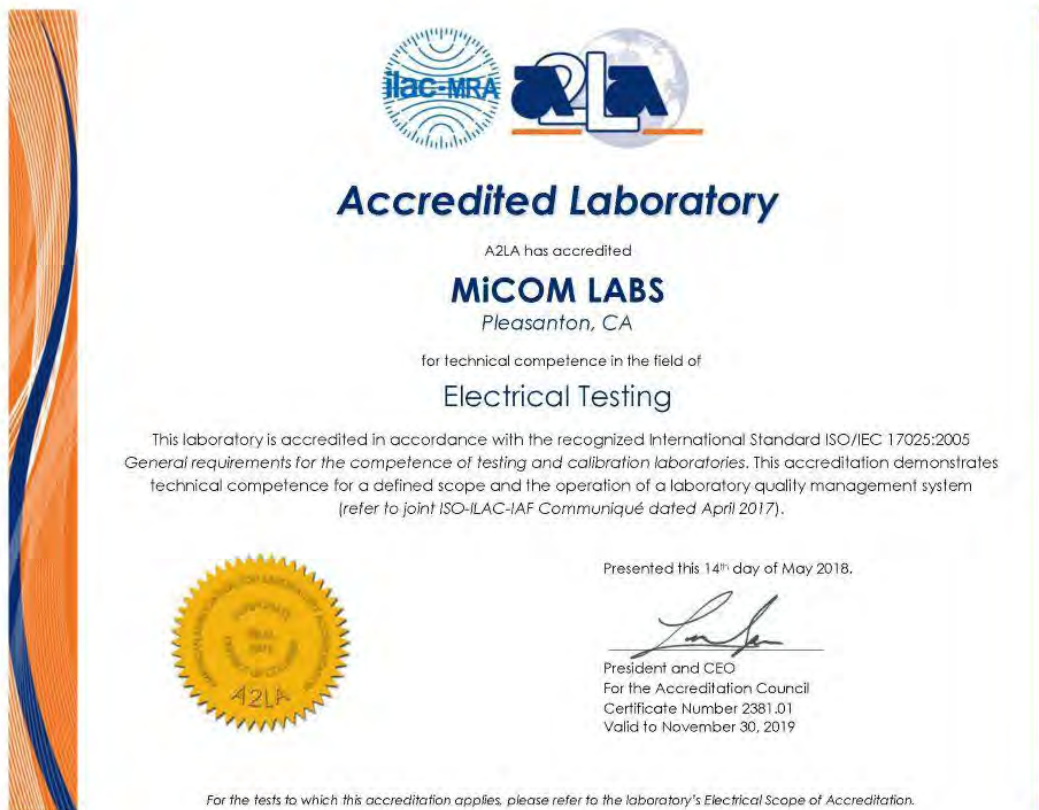 ilac-MRA
a2La
Accredited Laboratory
A2LA has accredited
MiCOM LABS
Pleasanton, CA
for technical competence in the field of
Electrical Testing
This laboratory is accredited in accordance with the recognized International Standard ISO/IEC 17025:2005
General requirements for the competence of testing and calibration laboratories. This accreditation demonstrates
technical competence for a defined scope and the operation of a laboratory quality management system
(refer to joint ISO-ILAC-IAF Communiqué dated April 2017).
Presented this 14th day of May 2018.
President and CEO
For the Accreditation Council
Certificate Number 2381.01
Valid to November 30, 2019
A2LA
For the tests to which this accreditation applies, please refer to the laboratory's Electrical Scope of Accreditation.